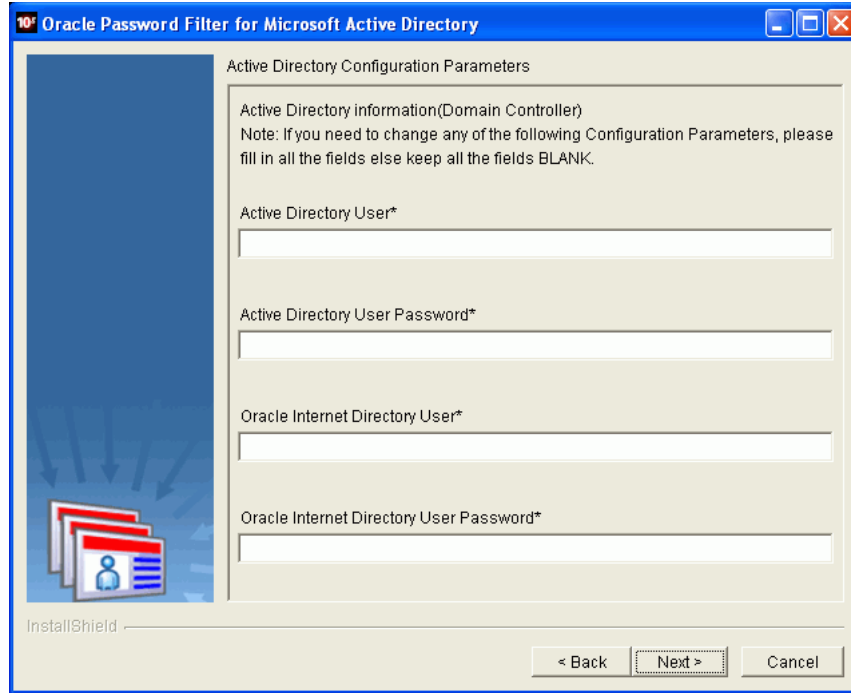 10g Oracle Password Filter for Microsoft Active Directory
Active Directory Configuration Parameters
Active Directory information(Domain Controller)
Note: If you need to change any of the following Configuration Parameters, please
fill in all the fields else keep all the fields BLANK.
Active Directory User*
Active Directory User Password*
Oracle Internet Directory User*
Oracle Internet Directory User Password*
InstallShield
< Back Next > Cancel